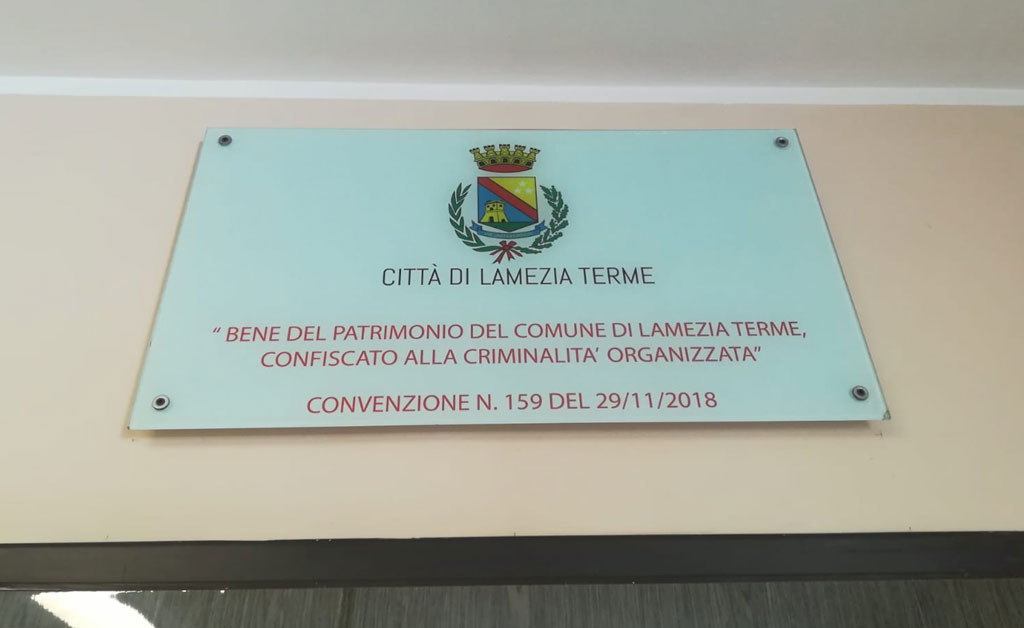 CITTÀ DI LAMEZIA TERME
“ BENE DEL PATRIMONIO DEL COMUNE DI LAMEZIA TERME,
CONFISCATO ALLA CRIMINALITA’ ORGANIZZATA”
CONVENZIONE N. 159 DEL 29/11/2018